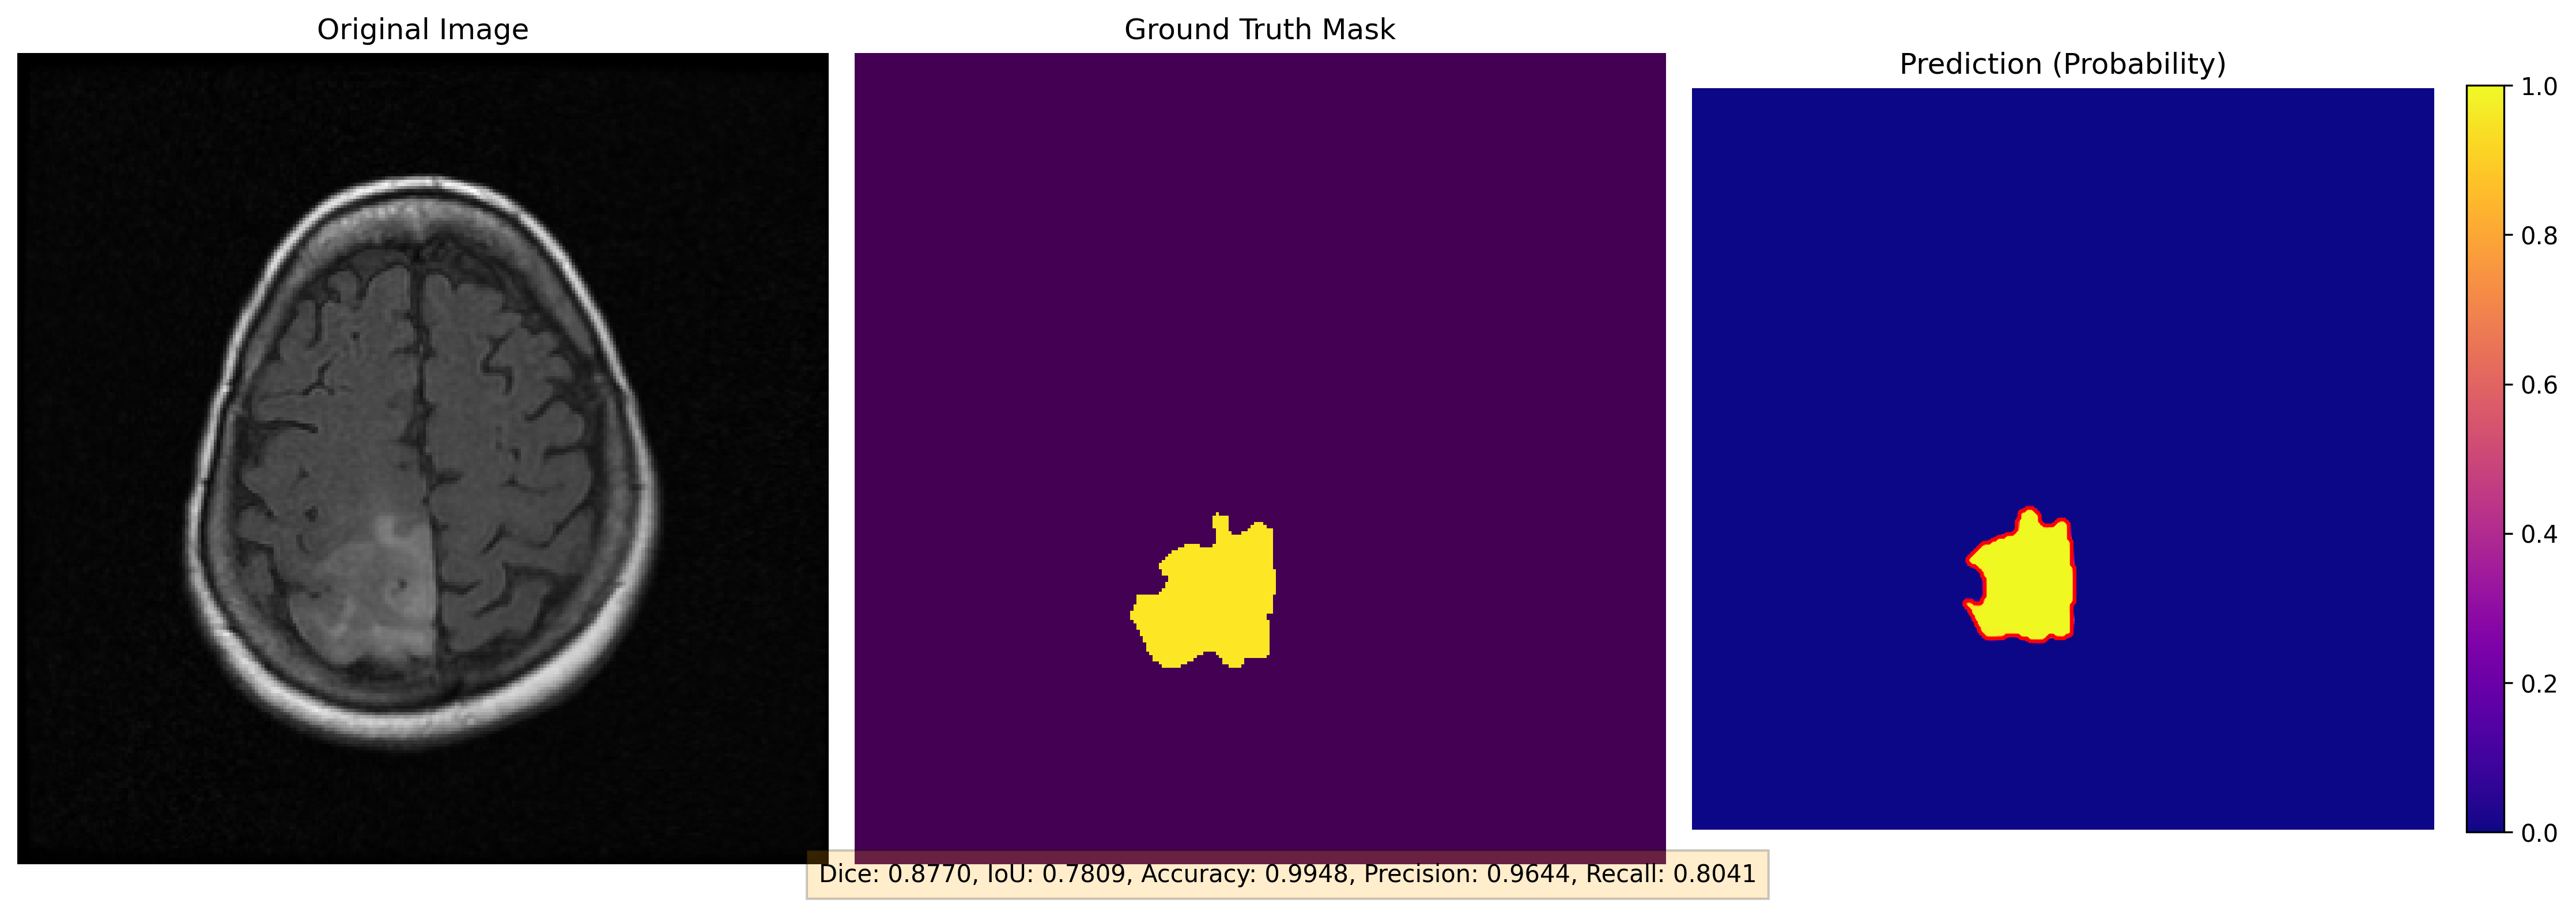 Original Image
Ground Truth Mask
Prediction (Probability)
1.0
0.8
0.6
0.4
0.2
0.0
Dice: 0.8770, IoU: 0.7809, Accuracy: 0.9948, Precision: 0.9644, Recall: 0.8041